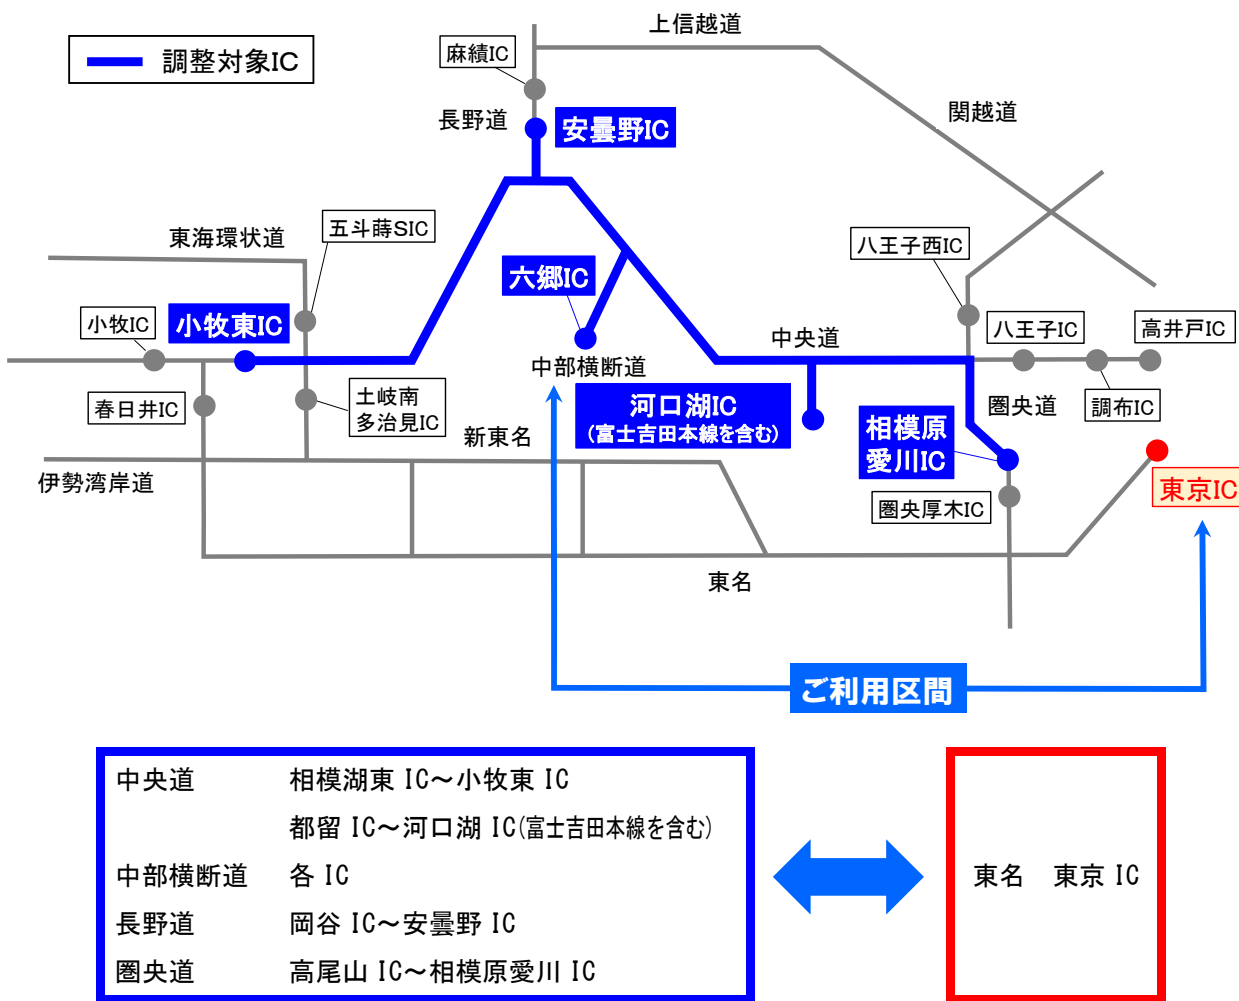 調整対象IC
上信越道
麻績IC
長野道
安曇野IC
関越道
東海環状道
五斗蒔SIC
六郷IC
八王子西IC
小牧IC
小牧東IC
中央道
八王子IC
高井戸IC
中部横断道
春日井IC
土岐南
多治見IC
河口湖IC
(富士吉田本線を含む)
圏央道
調布IC
相模原
愛川IC
新東名
伊勢湾岸道
東京IC
圏央厚木IC
東名
ご利用区間
中央道 相模湖東 IC～小牧東 IC
都留 IC～河口湖 IC(富士吉田本線を含む)
中部横断道 各 IC
長野道 岡谷 IC～安曇野 IC
圏央道 高尾山 IC～相模原愛川 IC
東名 東京 IC